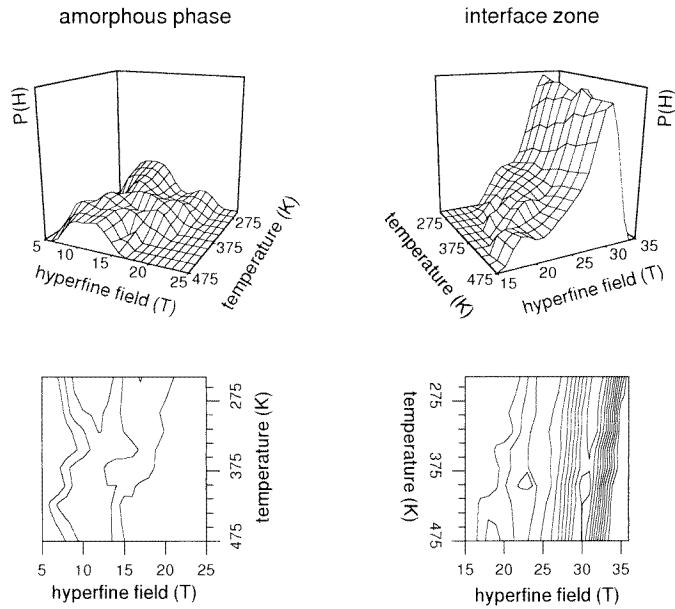 amorphous phase
interface zone
P(H)
5
10
15
20
25
hyperfine field (T)
275
375
475
temperature (K)
P(H)
275
375
475
temperature (K)
15
20
25
30
35
hyperfine field (T)
275
375
475
temperature (K)
5
10
15
20
25
hyperfine field (T)
temperature (K)
275
375
475
15
20
25
30
35
hyperfine field (T)